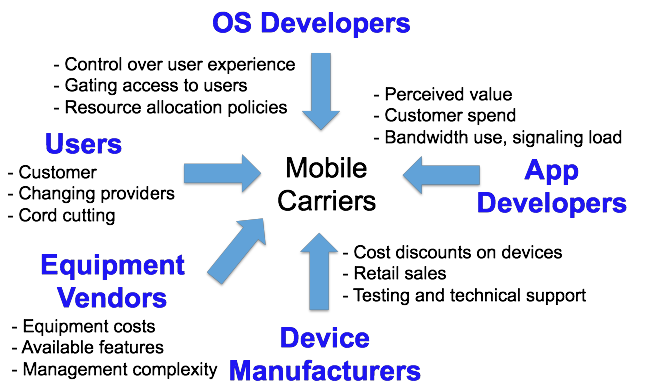 OS Developers
- Control over user experience
- Gating access to users
- Resource allocation policies
- Perceived value
- Customer spend
- Bandwidth use, signaling load
Users
- Customer
- Changing providers
- Cord cutting
Mobile
Carriers
App
Developers
Equipment
Vendors
- Equipment costs
- Available features
- Management complexity
- Cost discounts on devices
- Retail sales
- Testing and technical support
Device
Manufacturers